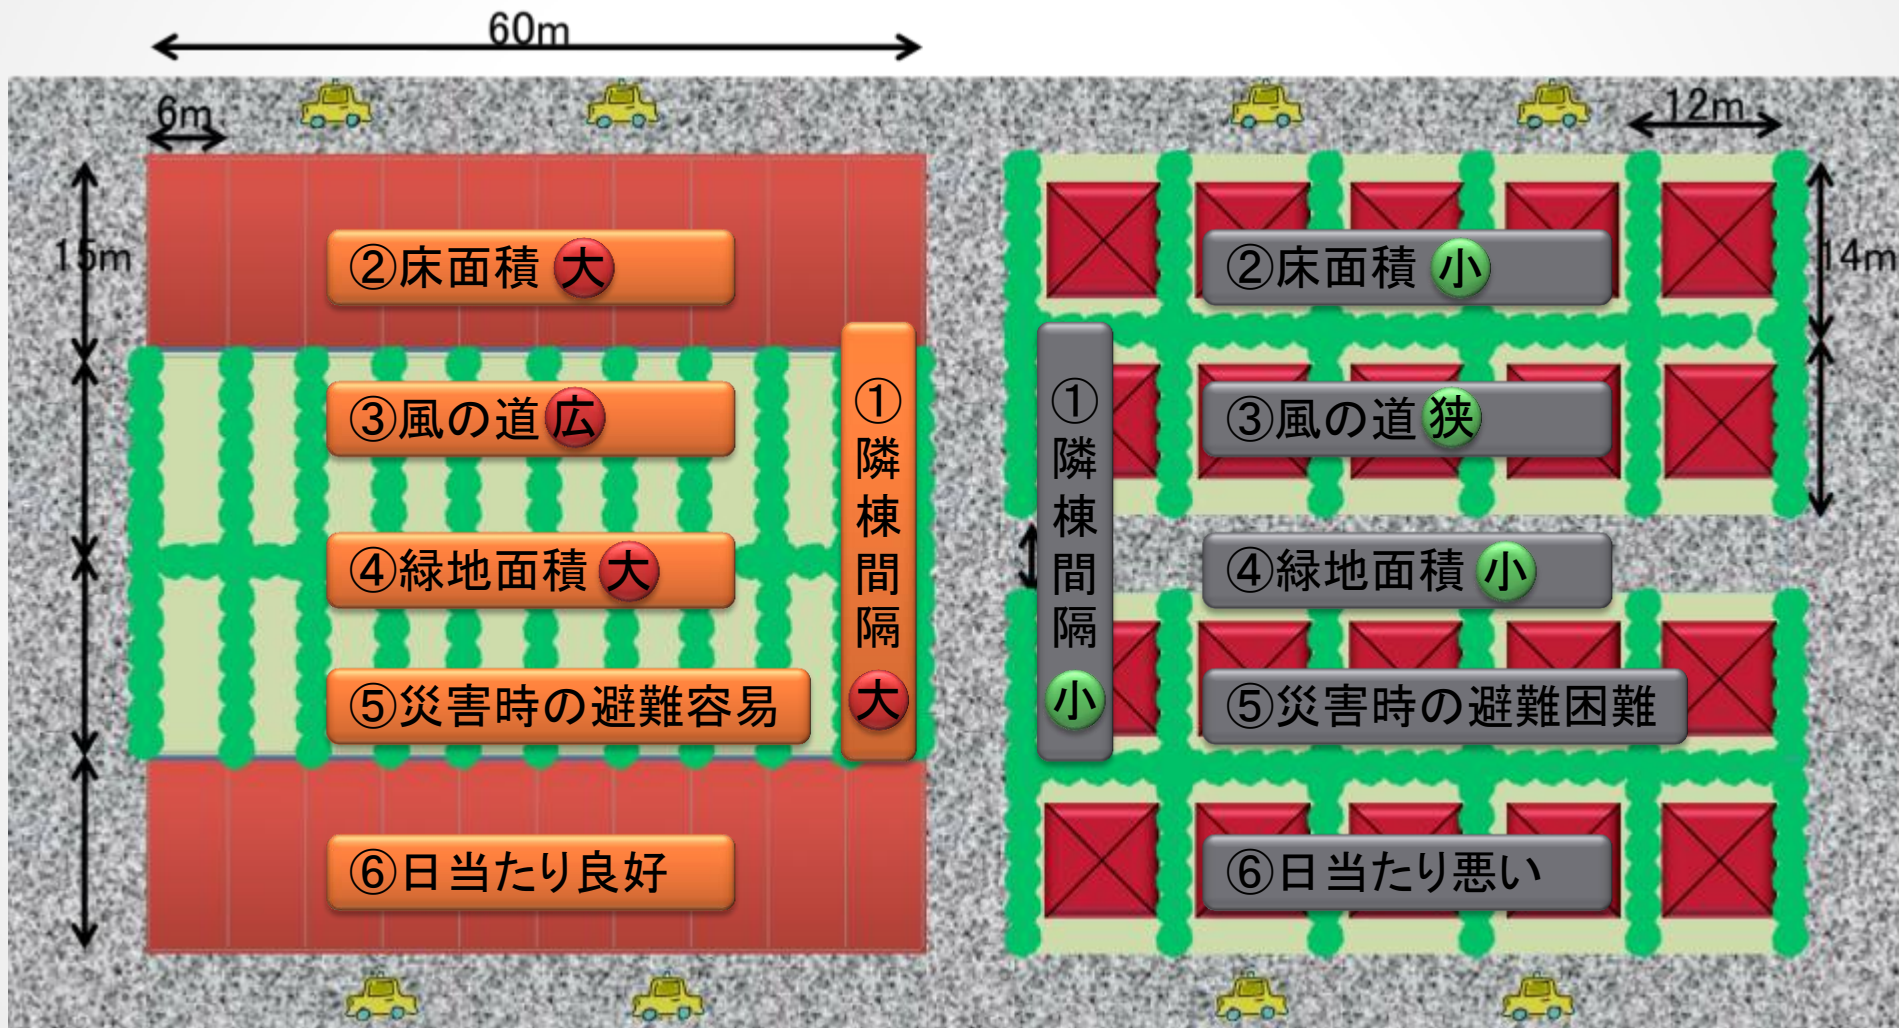 60m
6m
12m
15m
14m
②床面積 大
③風の道 広
④緑地面積 大
⑤災害時の避難容易
⑥日当たり良好
①隣棟間隔 大
①隣棟間隔 小
②床面積 小
③風の道 狭
④緑地面積 小
⑤災害時の避難困難
⑥日当たり悪い